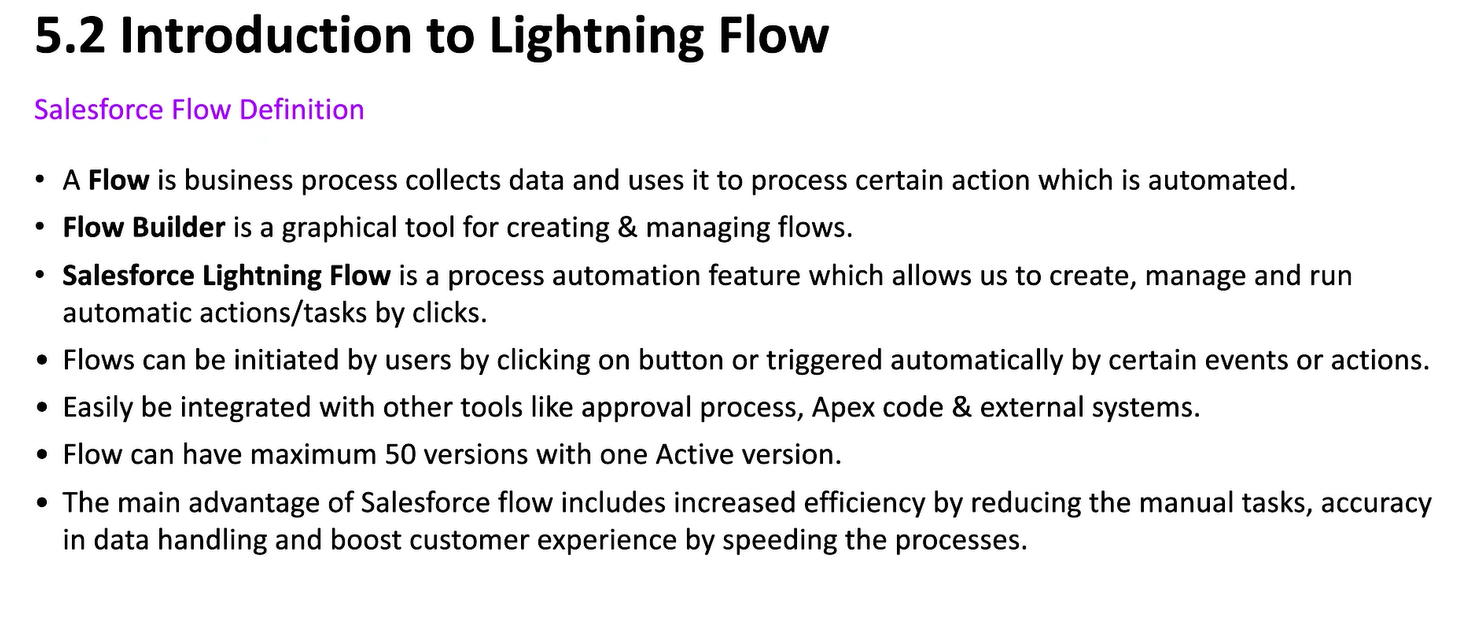 5.2 Introduction to Lightning Flow
Salesforce Flow Definition
• A Flow is business process collects data and uses it to process certain action which is automated.
• Flow Builder is a graphical tool for creating & managing flows.
• Salesforce Lightning Flow is a process automation feature which allows us to create, manage and run
automatic actions/tasks by clicks.
• Flows can be initiated by users by clicking on button or triggered automatically by certain events or actions.
• Easily be integrated with other tools like approval process, Apex code & external systems.
• Flow can have maximum 50 versions with one Active version.
• The main advantage of Salesforce flow includes increased efficiency by reducing the manual tasks, accuracy
in data handling and boost customer experience by speeding the processes.